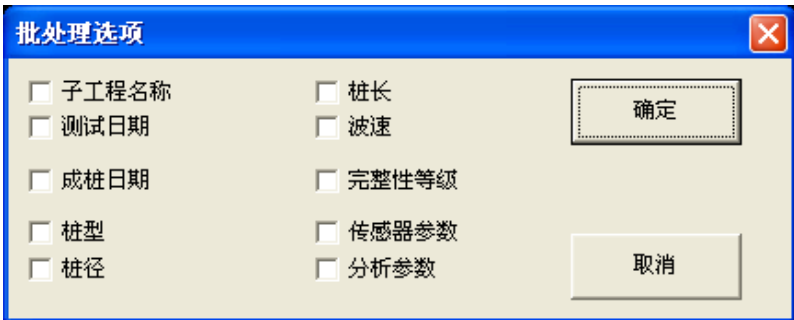 批处理选项
子工程名称
测试日期
成桩日期
桩型
桩径
桩长
波速
完整性等级
传感器参数
分析参数
确定
取消